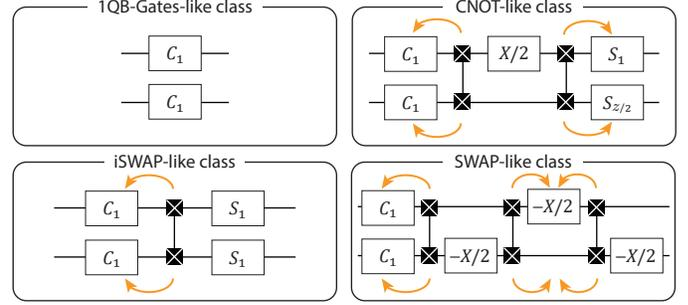 1QB-Gates-like class
C₁
C₁
CNOT-like class
C₁ X/2 S₁
C₁ S_{z/2}
iSWAP-like class
C₁ S₁
C₁ S₁
SWAP-like class
C₁ −X/2
C₁ −X/2 −X/2